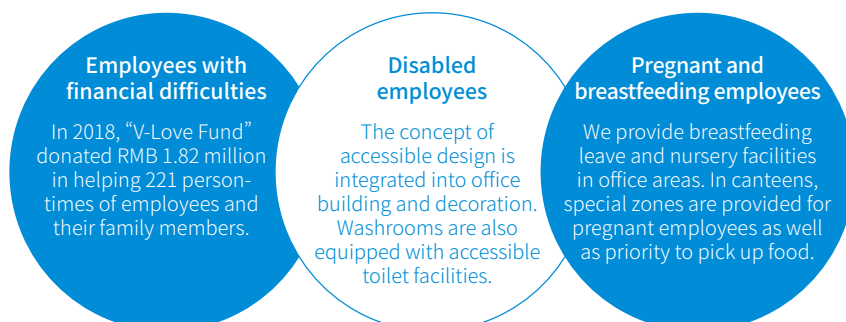 Employees with
financial difficulties
In 2018, “V-Love Fund”
donated RMB 1.82 million
in helping 221 person-
times of employees and
their family members.
Disabled
employees
The concept of
accessible design is
integrated into office
building and decoration.
Washrooms are also
equipped with accessible
toilet facilities.
Pregnant and
breastfeeding employees
We provide breastfeeding
leave and nursery facilities
in office areas. In canteens,
special zones are provided for
pregnant employees as well
as priority to pick up food.